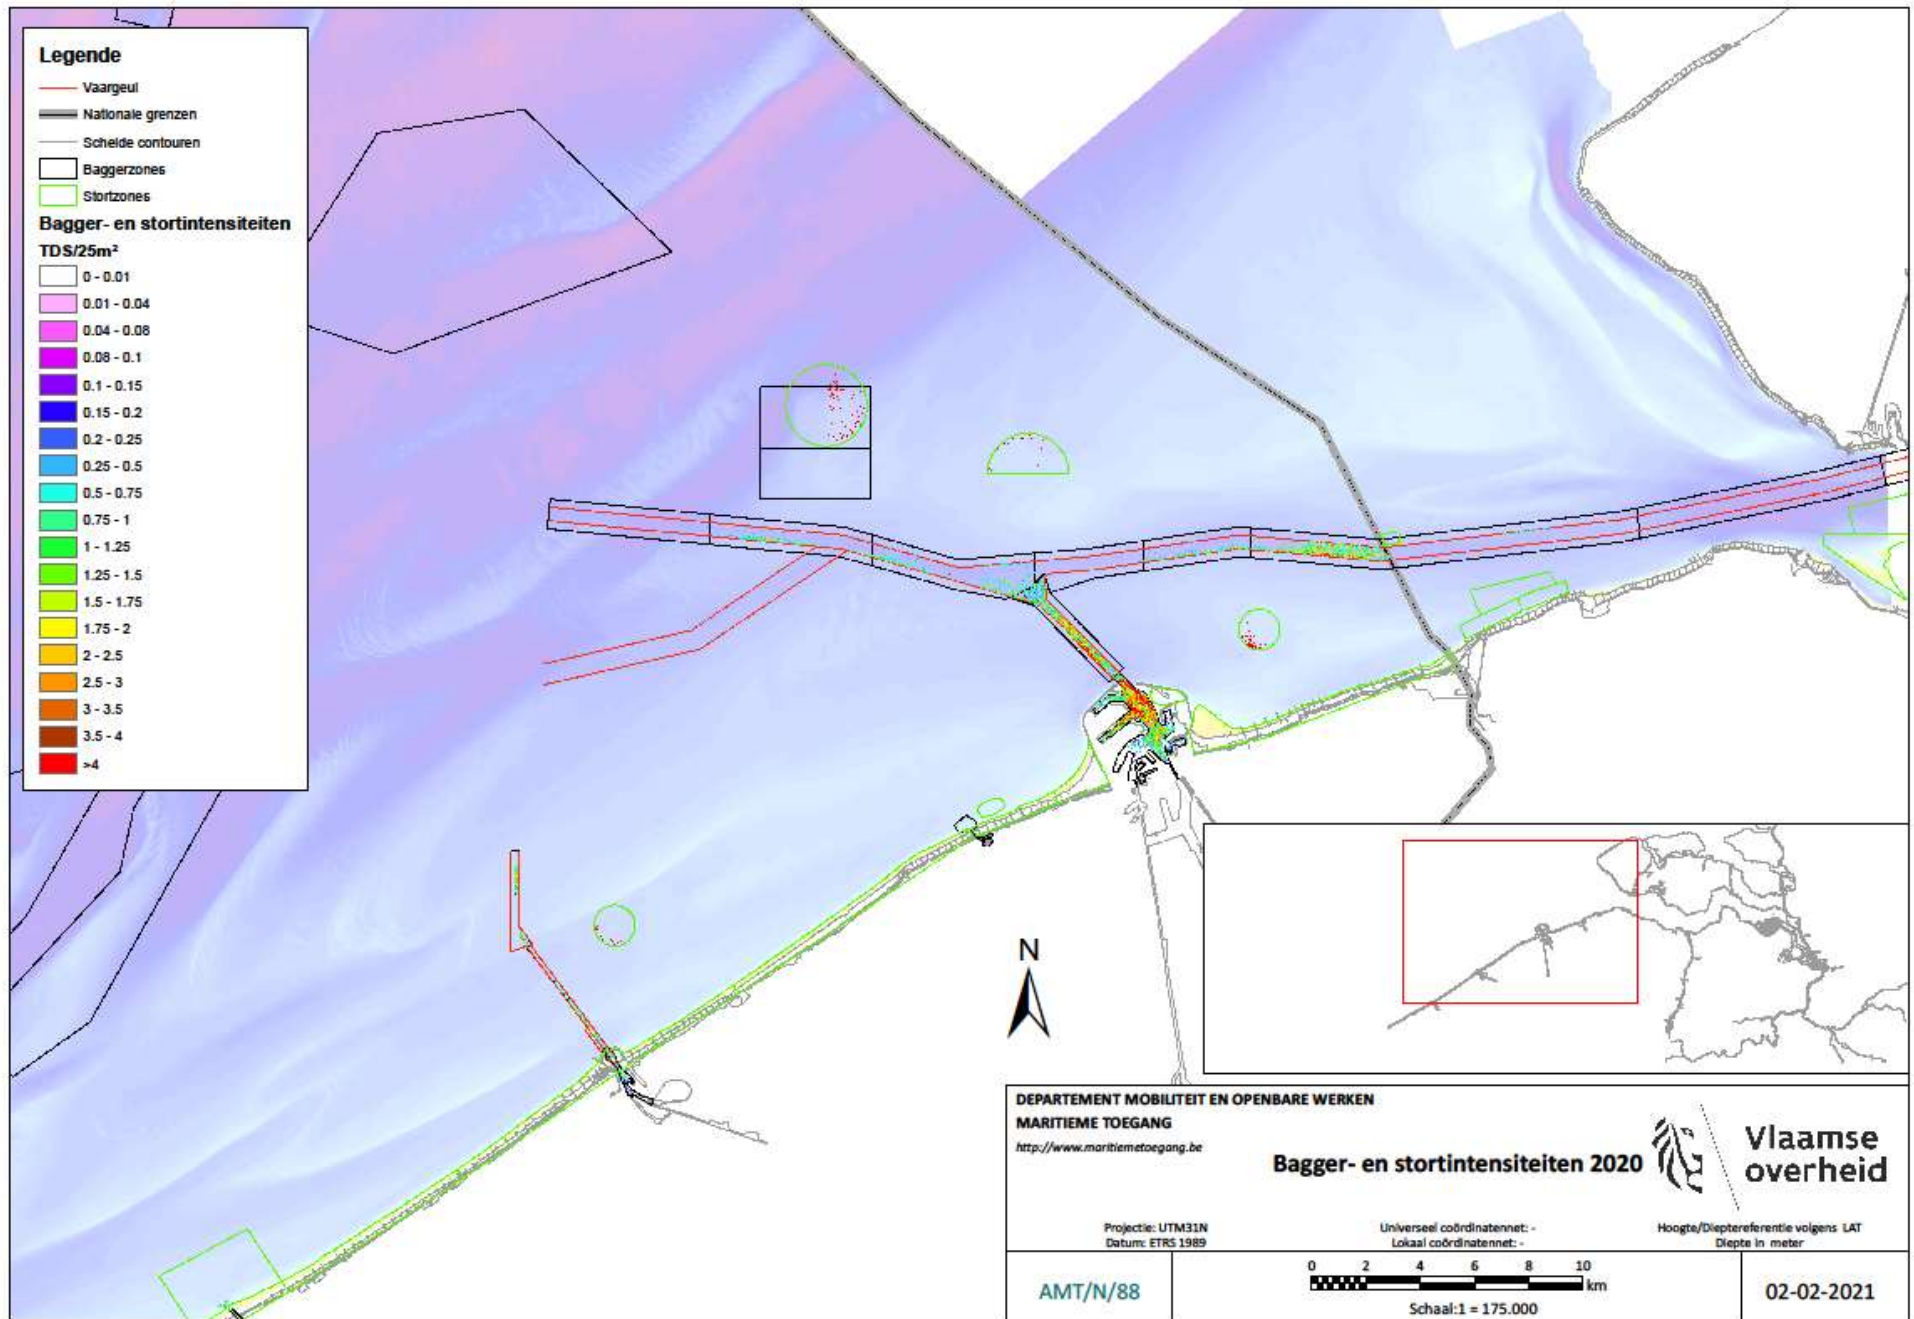 Legende
Vaargeul
Nationale grenzen
Schelde contouren
Baggerzones
Stortzones
Bagger- en stortintensiteiten
TDS/25m²
0 - 0.01
0.01 - 0.04
0.04 - 0.08
0.08 - 0.1
0.1 - 0.15
0.15 - 0.2
0.2 - 0.25
0.25 - 0.5
0.5 - 0.75
0.75 - 1
1 - 1.25
1.25 - 1.5
1.5 - 1.75
1.75 - 2
2 - 2.5
2.5 - 3
3 - 3.5
3.5 - 4
>4
N
DEPARTEMENT MOBILITEIT EN OPENBARE WERKEN
MARITIEME TOEGANG
http://www.maritiemetoegang.be
Bagger- en stortintensiteiten 2020
Vlaamse
overheid
Projectie: UTM31N
Datum: ETRS 1989
Universeel coördinatennet: -
Lokaal coördinatennet: -
Hoogte/Dieptereferentie volgens LAT
Diepte in meter
AMT/N/88
0 2 4 6 8 10
km
Schaal:1 = 175.000
02-02-2021